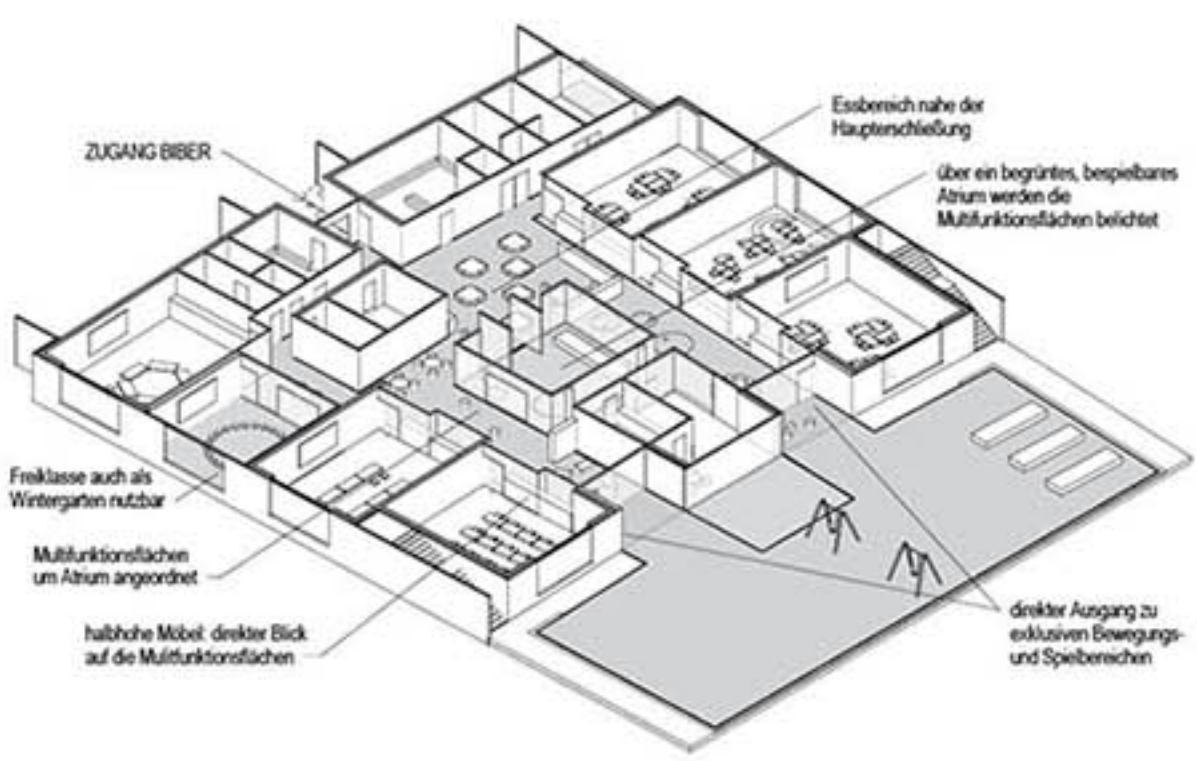 Essbereich nahe der
Haupterschließung
ZUGANG BIBER
über ein begrüntes, bespielbares
Atrium werden die
Multifunktionsflächen belichtet
Freiklasse auch als
Wintergarten nutzbar
Multifunktionsflächen
um Atrium angeordnet
halbhohe Möbel: direkter Blick
auf die Mulitfunktionsflächen
direkter Ausgang zu
exklusiven Bewegungs-
und Spielbereichen